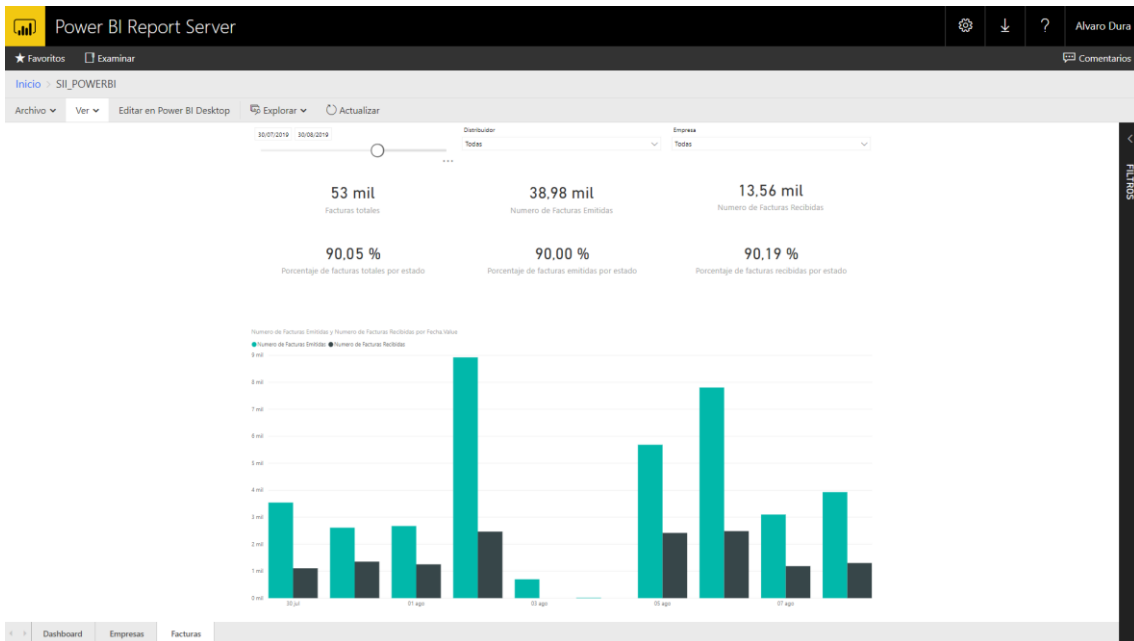 Power BI Report Server
? Alvaro Dura
Favoritos Examinar Comentarios
Inicio > SII_POWERBI
Archivo Ver Editar en Power BI Desktop Explorar Actualizar
30/07/2019 30/08/2019
Distribuidor
Todas
Empresa
Todas
FILTROS
53 mil
Facturas totales
38,98 mil
Numero de Facturas Emitidas
13,56 mil
Numero de Facturas Recibidas
90,05 %
Porcentaje de facturas totales por estado
90,00 %
Porcentaje de facturas emitidas por estado
90,19 %
Porcentaje de facturas recibidas por estado
Numero de Facturas Emitidas y Numero de Facturas Recibidas por Fecha.Value
Numero de Facturas Emitidas Numero de Facturas Recibidas
9 mil
8 mil
7 mil
6 mil
5 mil
4 mil
3 mil
2 mil
1 mil
0 mil
30 jul 01 ago 03 ago 05 ago 07 ago
Dashboard Empresas Facturas